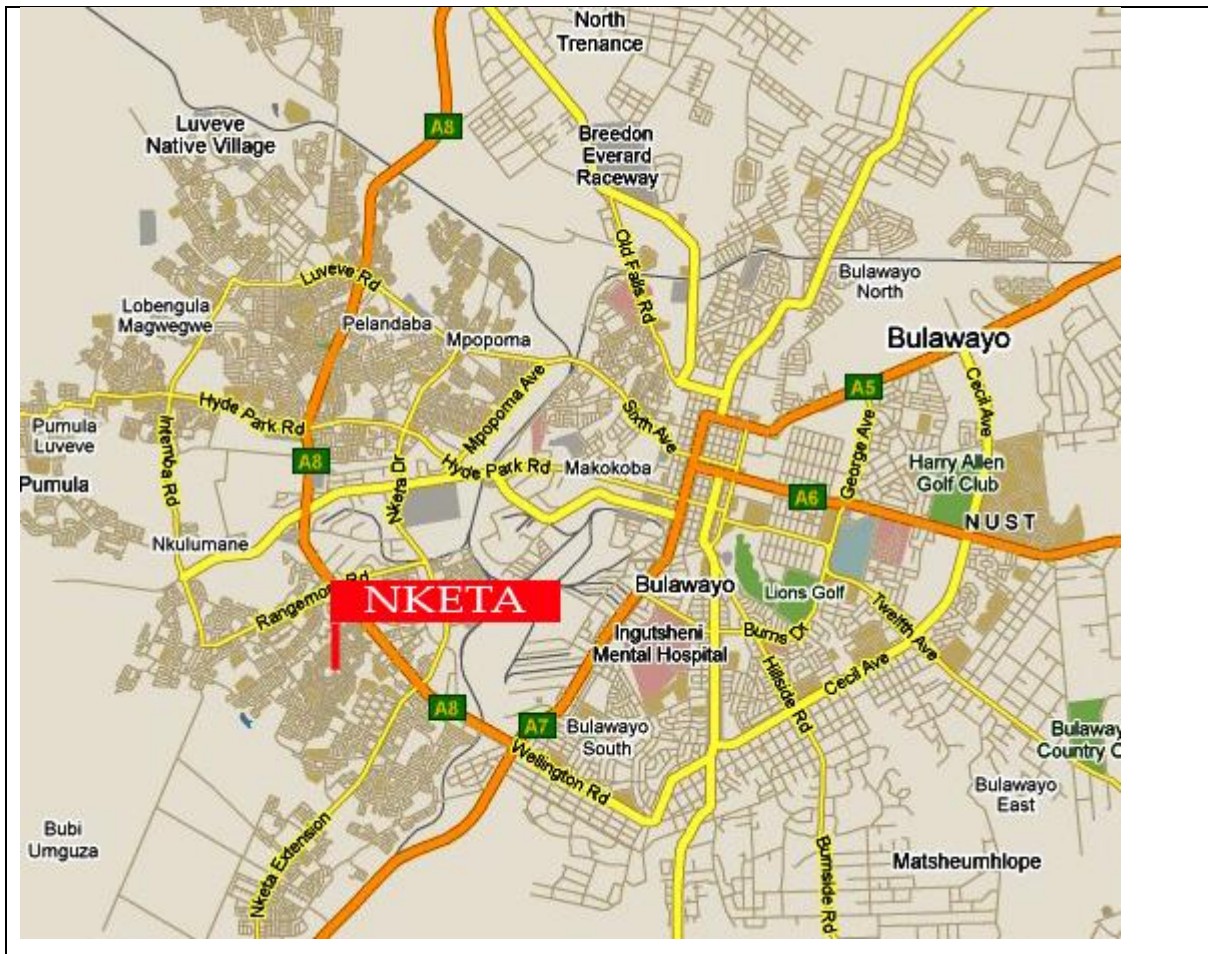 North
Trenance
A8
Luveve
Native Village
Breedon
Everard
Raceway
Old Falls Rd
Luveve Rd
Bulawayo
North
Lobengula
Magwegwe
Pelandaba
Mpopoma
Bulawayo
Cecil Ave
A5
Mpopoma Ave
Hyde Park Rd
Sixth Ave
George Ave
Pumula
Luveve
Intemba Rd
A8
Nketa Dr
Hyde Park Rd
Makokoba
Harry Allen
Golf Club
Pumula
A6
N U S T
Nkulumane
Rangemore Rd
NKETA
Bulawayo
Lions Golf
Twelfth Ave
Ingutsheni
Mental Hospital
Burns Dr
Hillside Rd
Cecil Ave
A8
A7
Bulawayo
South
Wellington Rd
Bulaway
Country C
Bulawayo
East
Bubi
Umguza
Nketa Extension
Burnside Rd
Matsheumhlope